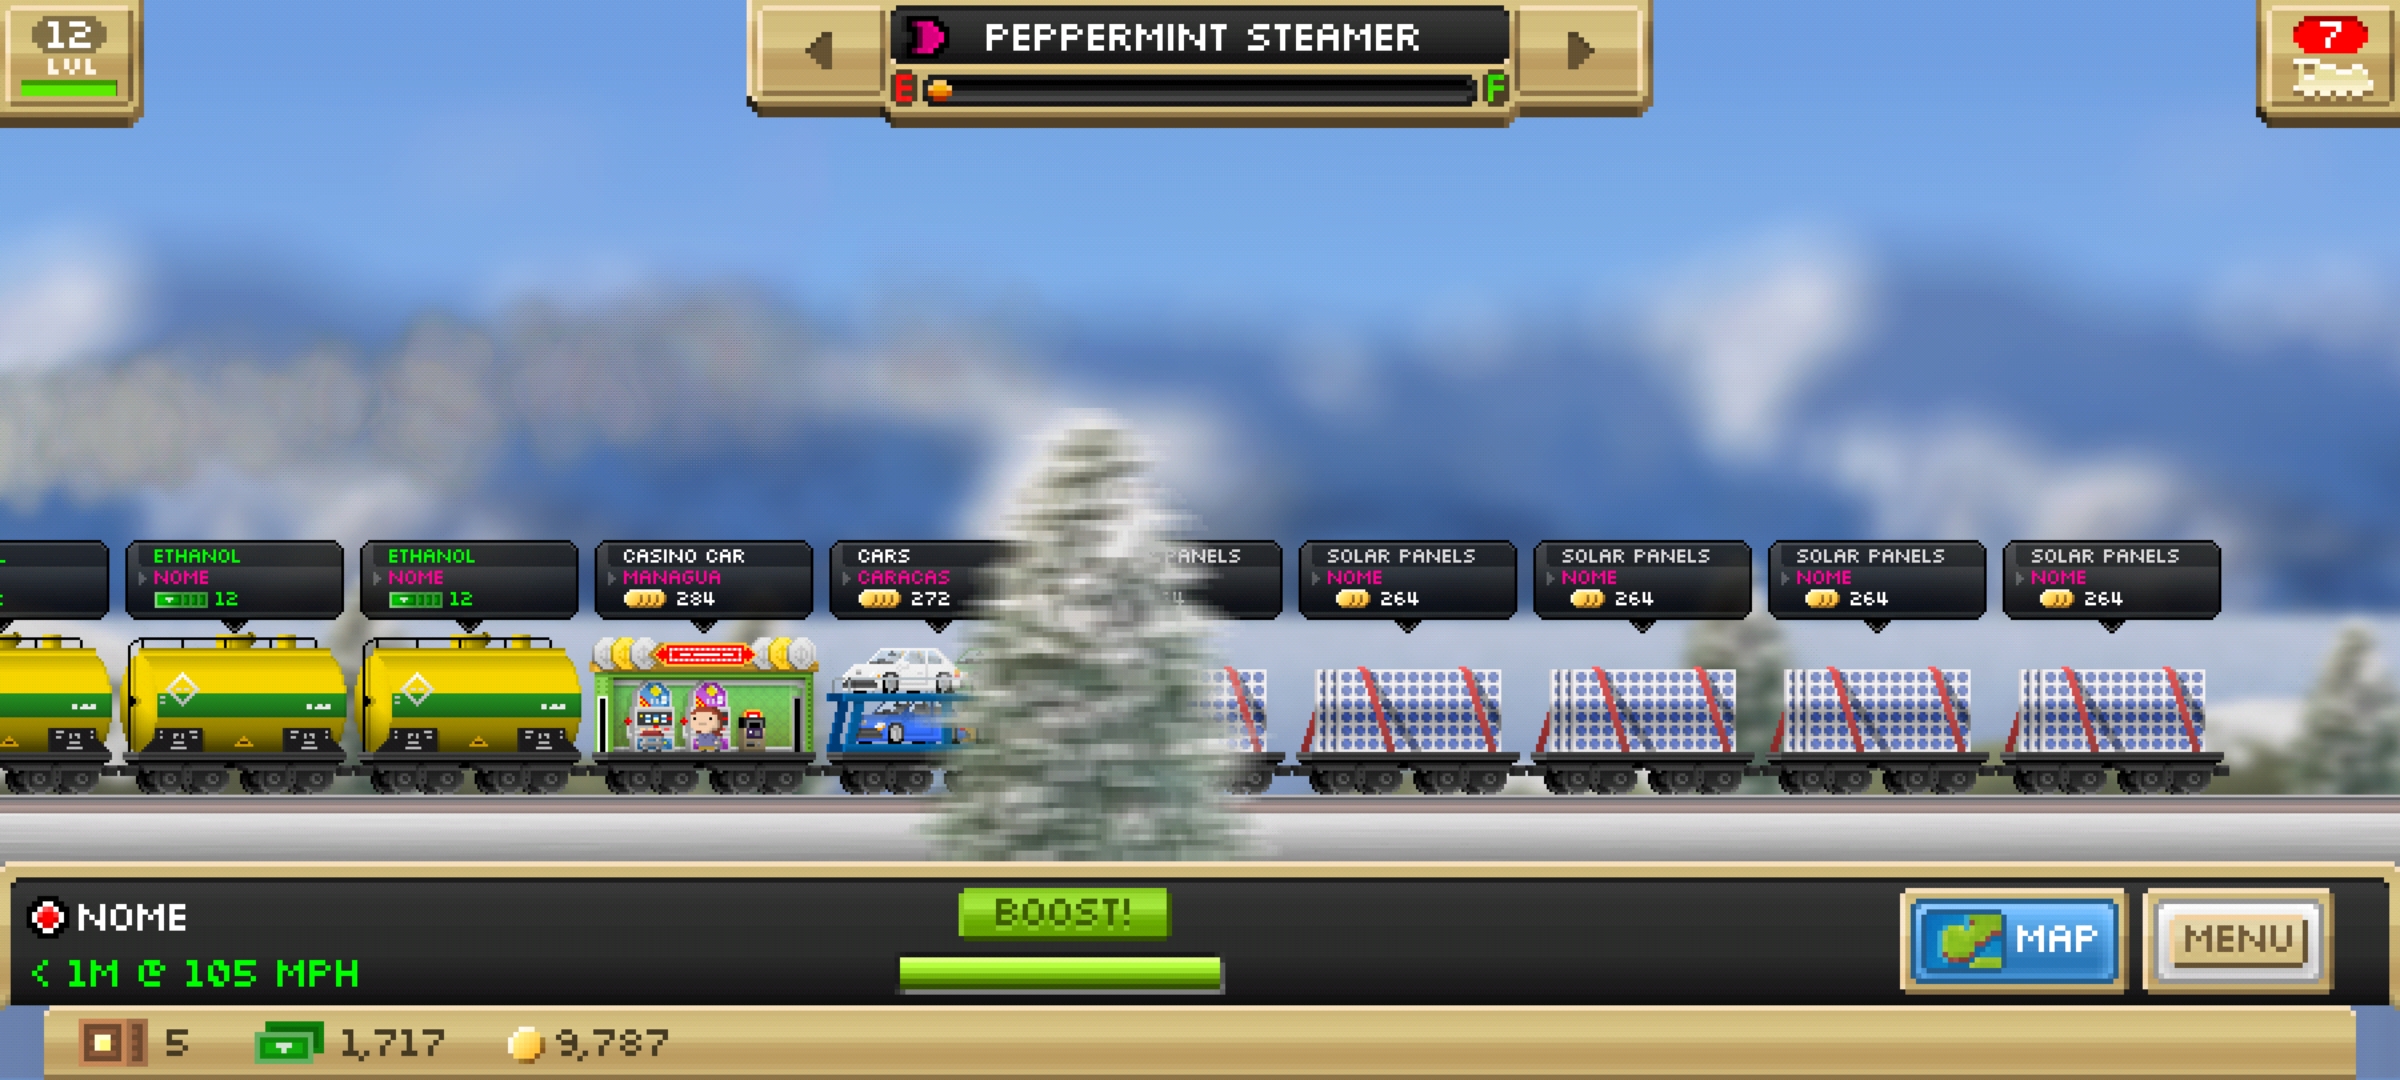 12
LVL
PEPPERMINT STEAMER
E F
7
ETHANOL
NOME
12
ETHANOL
NOME
12
CASINO CAR
MANAGUA
284
CARS
CARACAS
272
PANELS
SOLAR PANELS
NOME
264
SOLAR PANELS
NOME
264
SOLAR PANELS
NOME
264
SOLAR PANELS
NOME
264
NOME
< 1M @ 105 MPH
BOOST!
MAP
MENU
5 1,717 9,787